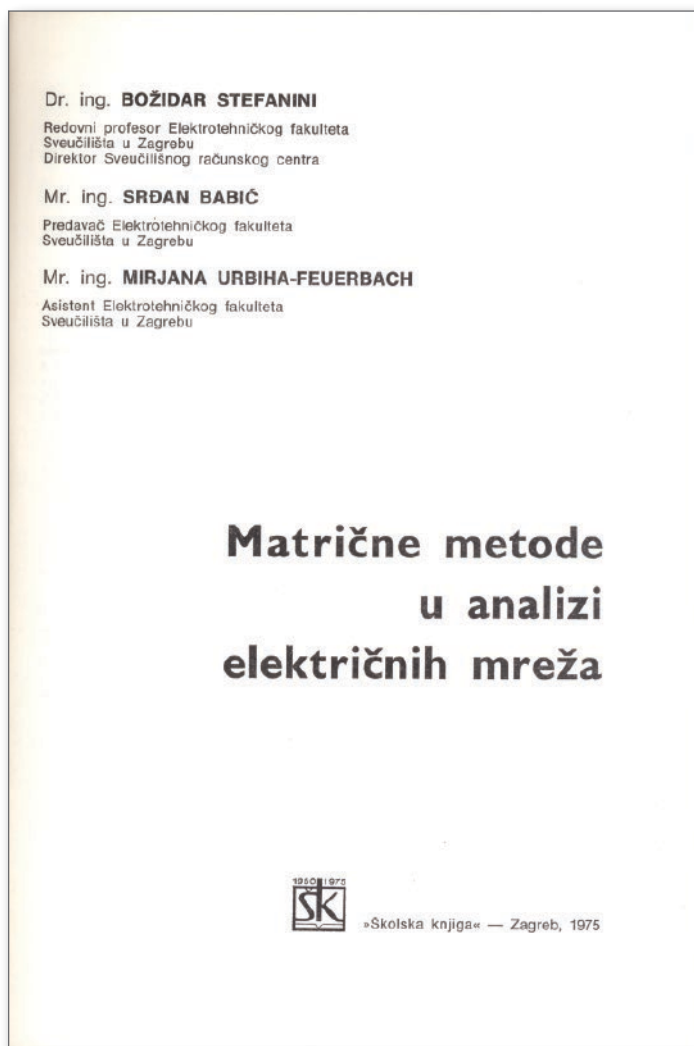 Dr. ing. BOŽIDAR STEFANINI
Redovni profesor Elektrotehničkog fakulteta
Sveučilišta u Zagrebu
Direktor Sveučilišnog računskog centra
Mr. ing. SRĐAN BABIĆ
Predavač Elektrotehničkog fakulteta
Sveučilišta u Zagrebu
Mr. ing. MIRJANA URBIHA-FEUERBACH
Asistent Elektrotehničkog fakulteta
Sveučilišta u Zagrebu
Matrične metode
u analizi
električnih mreža
1950 1975
ŠK
»Školska knjiga« — Zagreb, 1975